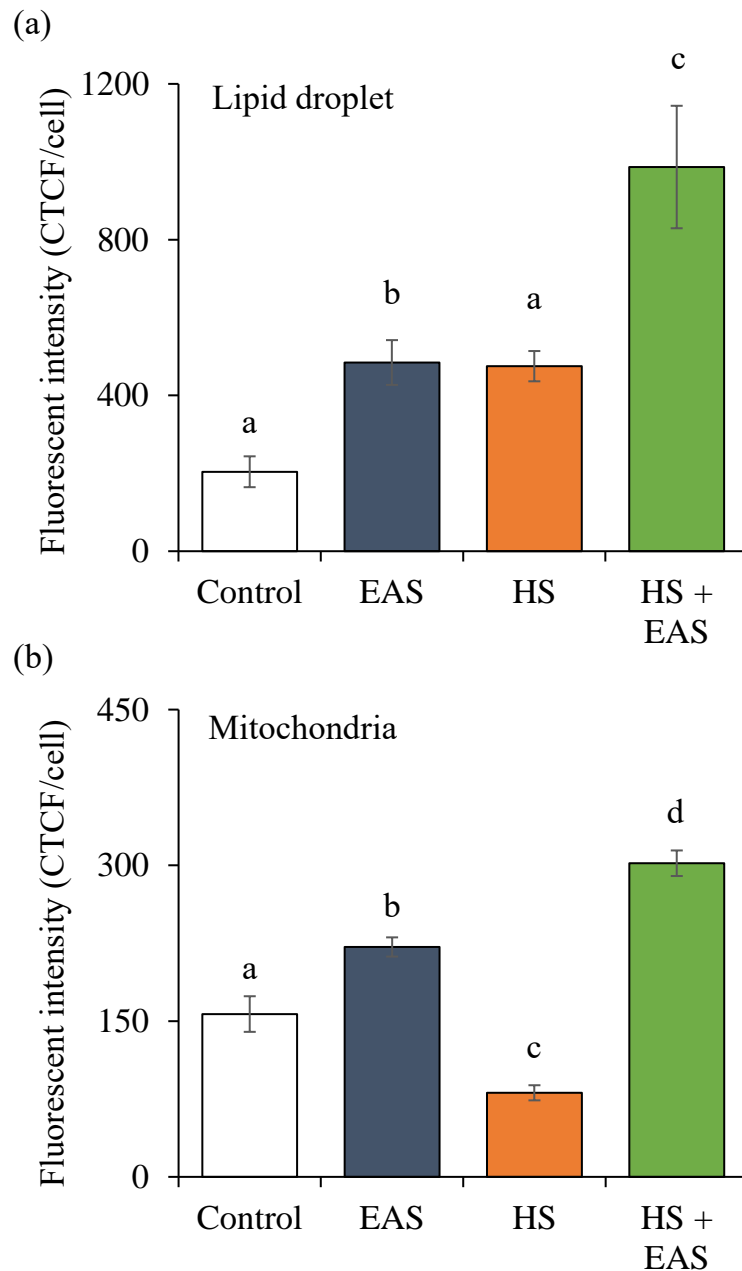 (a)
Fluorescent intensity (CTCF/cell)
1200
800
400
0
Lipid droplet
a
b
a
c
Control
EAS
HS
HS +
EAS
(b)
Fluorescent intensity (CTCF/cell)
450
300
150
0
Mitochondria
a
b
c
d
Control
EAS
HS
HS +
EAS